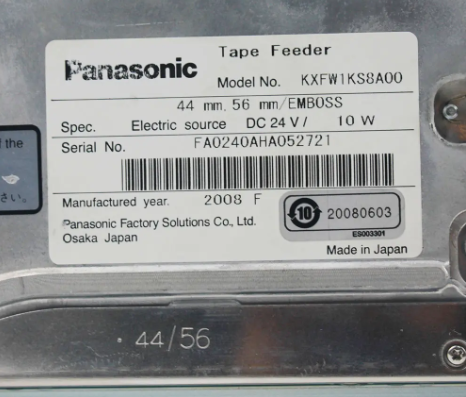 Tape Feeder
Panasonic
Model No. KXFW1KS8A00
44 mm. 56 mm/EMBOSS
Spec. Electric source DC 24 V / 10 W
Serial No. FA0240AHA052721
Manufactured year. 2008 F
Panasonic Factory Solutions Co., Ltd.
Osaka Japan
10 20080603
ES003301
Made in Japan
the
さい。
44/56